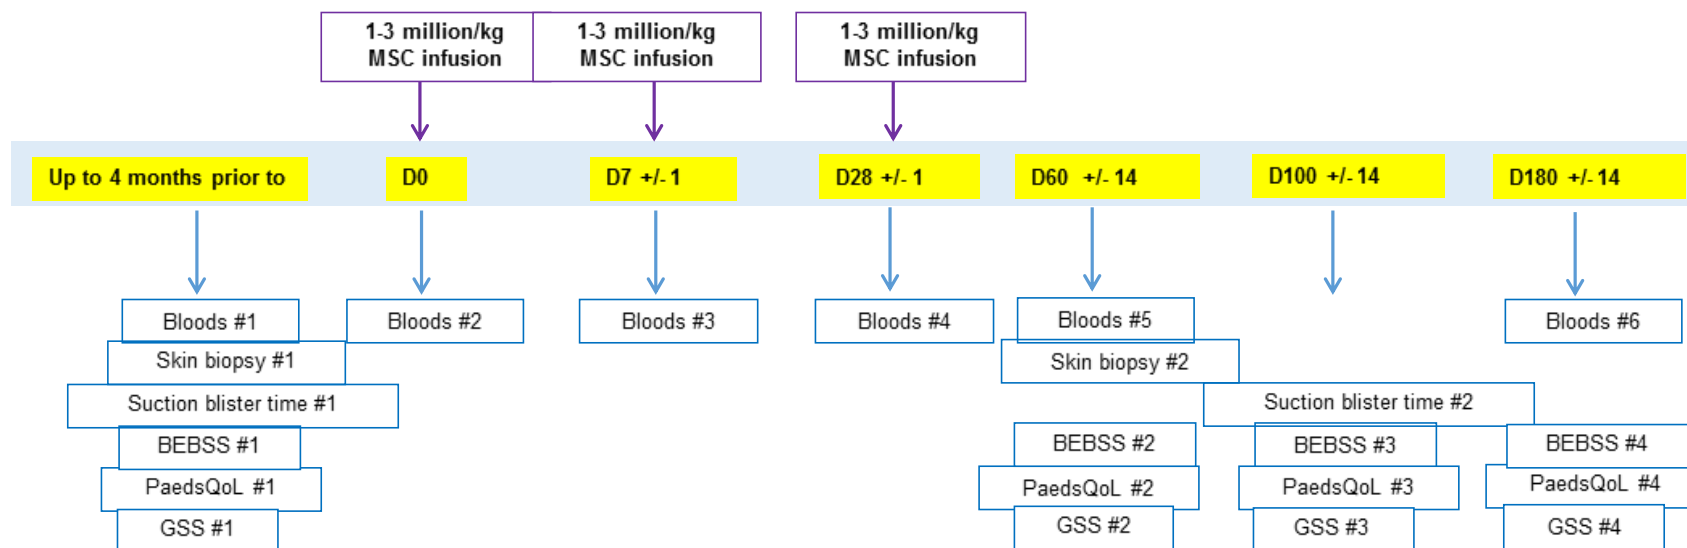 1-3 million/kg
MSC infusion
1-3 million/kg
MSC infusion
1-3 million/kg
MSC infusion
Up to 4 months prior to
D0
D7 +/- 1
D28 +/- 1
D60 +/- 14
D100 +/- 14
D180 +/- 14
Bloods #1
Bloods #2
Bloods #3
Bloods #4
Bloods #5
Bloods #6
Skin biopsy #1
Skin biopsy #2
Suction blister time #1
Suction blister time #2
BEBSS #1
BEBSS #2
BEBSS #3
BEBSS #4
PaedsQoL #1
PaedsQoL #2
PaedsQoL #3
PaedsQoL #4
GSS #1
GSS #2
GSS #3
GSS #4